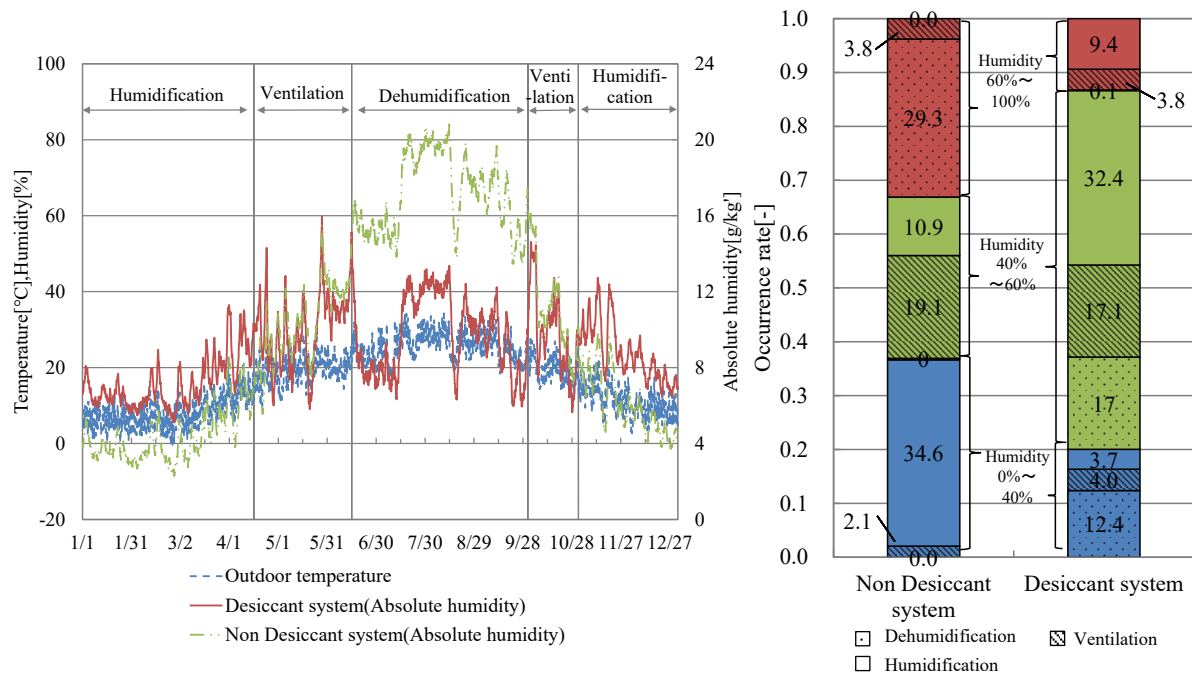 100
80
60
40
20
0
-20
Temperature[℃],Humidity[%]
Humidification
Ventilation
Dehumidification
Venti
-lation
Humidifi-
cation
24
20
16
12
8
4
0
Absolute humidity[g/kg']
1/1 1/31 3/2 4/1 5/1 5/31 6/30 7/30 8/29 9/28 10/28 11/27 12/27
Outdoor temperature
Desiccant system(Absolute humidity)
Non Desiccant system(Absolute humidity)
Occurrence rate[-]
1.0
0.9
0.8
0.7
0.6
0.5
0.4
0.3
0.2
0.1
0.0
0.0
3.8
29.3
10.9
19.1
0
34.6
2.1
0.0
Humidity
60%～
100%
Humidity
40%
～60%
Humidity
0%～
40%
9.4
3.8
0.1
32.4
17.1
17
3.7
4.0
12.4
Non Desiccant
system
Desiccant system
Dehumidification
Ventilation
Humidification